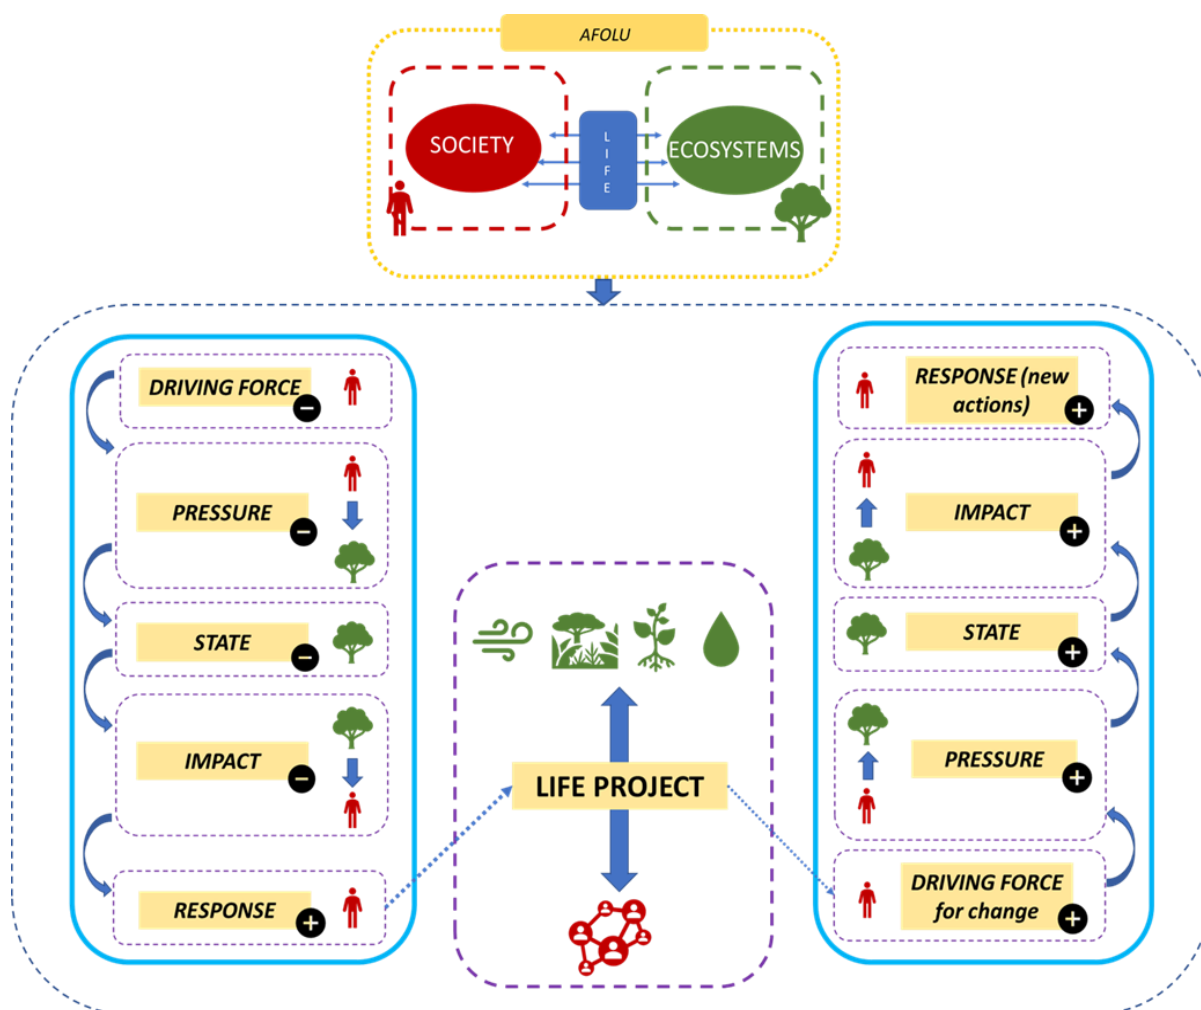 AFOLU
SOCIETY
L
I
F
E
ECOSYSTEMS
DRIVING FORCE
−
PRESSURE
−
STATE
−
IMPACT
−
RESPONSE
+
LIFE PROJECT
RESPONSE (new
actions)
+
IMPACT
+
STATE
+
PRESSURE
+
DRIVING FORCE
for change
+